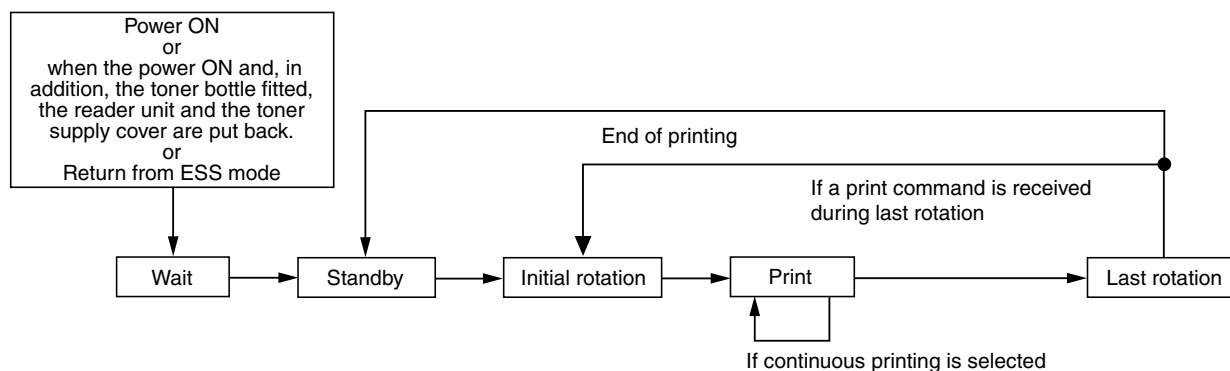 Power ON
or
when the power ON and, in
addition, the toner bottle fitted,
the reader unit and the toner
supply cover are put back.
or
Return from ESS mode
End of printing
If a print command is received
during last rotation
Wait
Standby
Initial rotation
Print
Last rotation
If continuous printing is selected